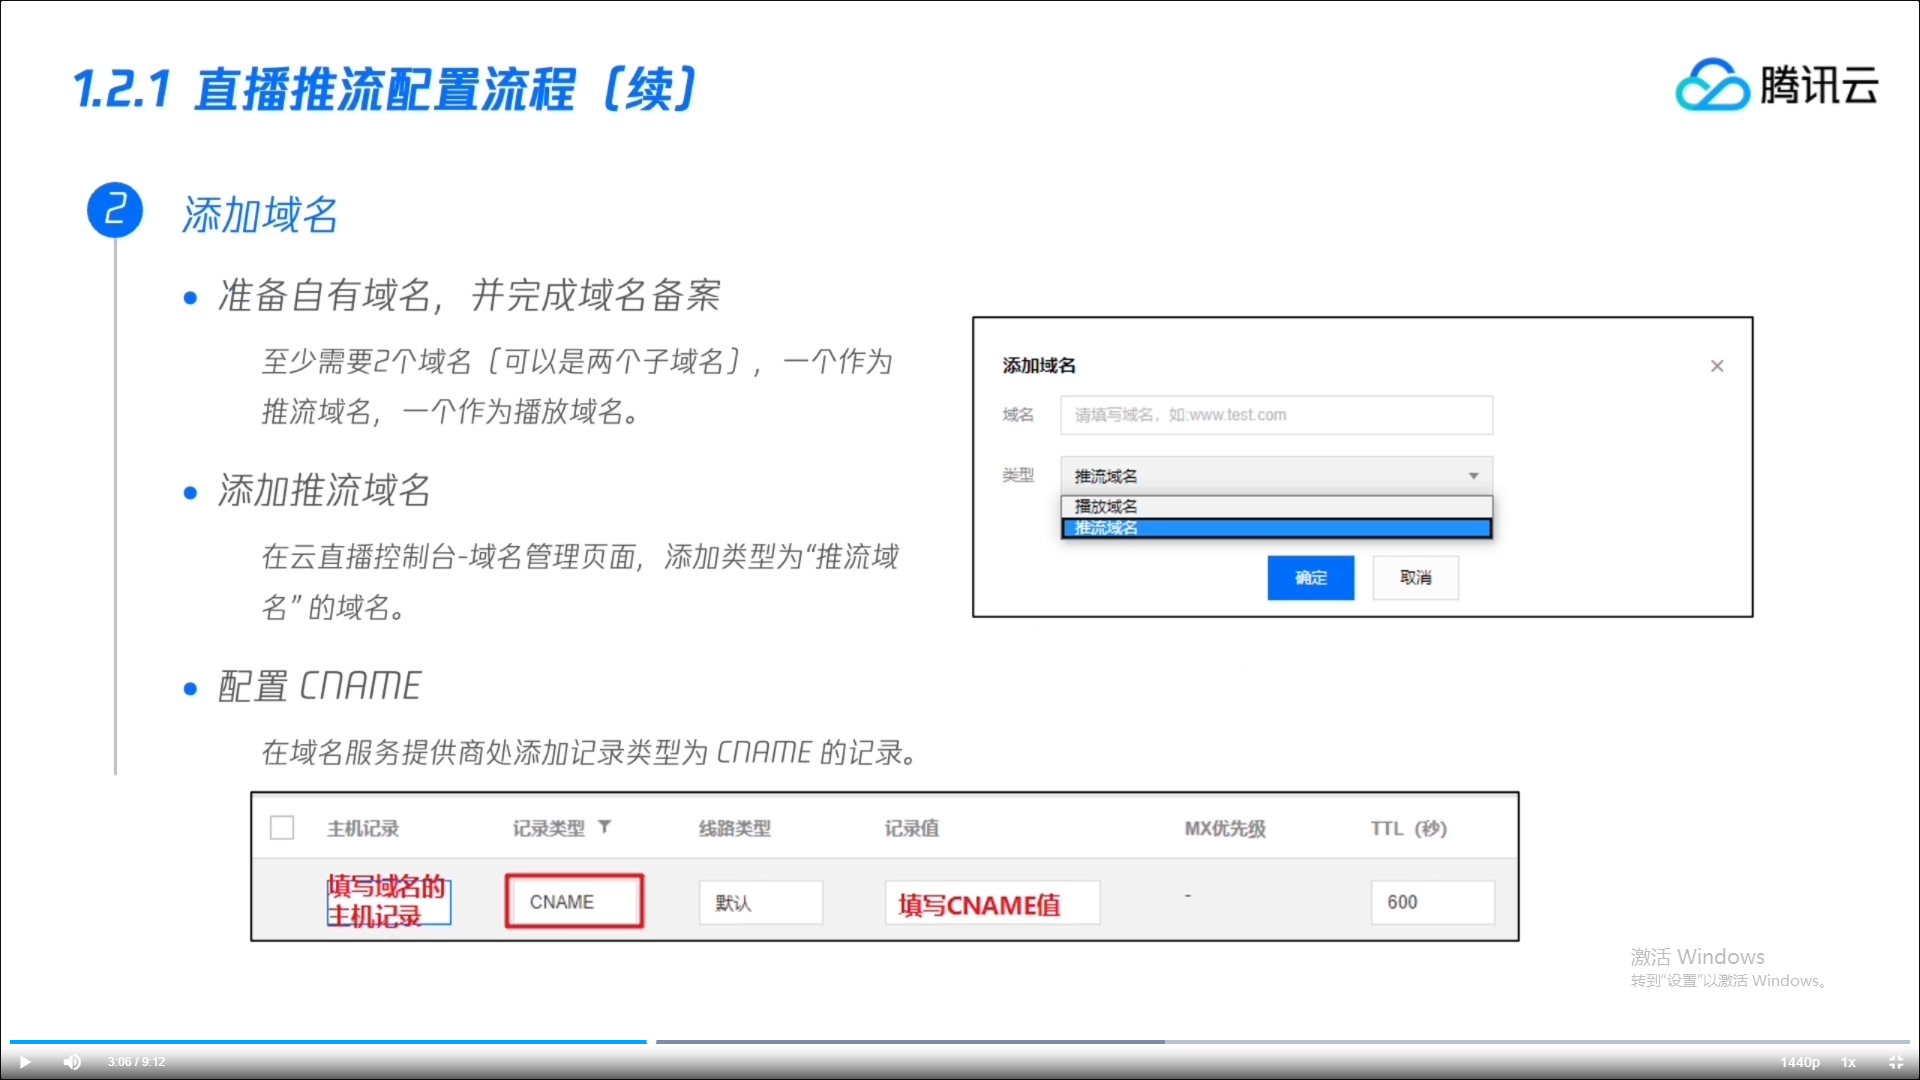 1.2.1 直播推流配置流程（续）
腾讯云
2
添加域名
准备自有域名，并完成域名备案
至少需要2个域名（可以是两个子域名），一个作为
推流域名，一个作为播放域名。
添加推流域名
在云直播控制台-域名管理页面，添加类型为“推流域
名” 的域名。
配置 CNAME
在域名服务提供商处添加记录类型为 CNAME 的记录。
添加域名
域名
请填写域名，如:www.test.com
类型
推流域名
播放域名
推流域名
确定
取消
主机记录 记录类型 线路类型 记录值 MX优先级 TTL（秒）
填写域名的
主机记录
CNAME 默认 填写CNAME值 - 600
激活 Windows
转到“设置”以激活 Windows。
3:06 / 9:12
1440p 1x